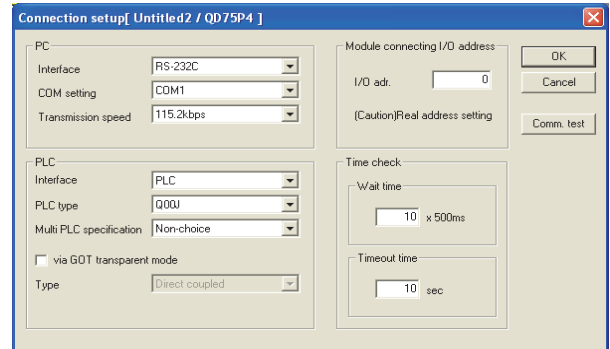 Connection setup[ Untitled2 / QD75P4 ]
PC
Interface RS-232C
COM setting COM1
Transmission speed 115.2kbps
Module connecting I/O address
I/O adr. 0
(Caution)Real address setting
OK
Cancel
Comm. test
PLC
Interface PLC
PLC type Q00J
Multi PLC specification Non-choice
via GOT transparent mode
Type Direct coupled
Time check
Wait time
10 x 500ms
Timeout time
10 sec